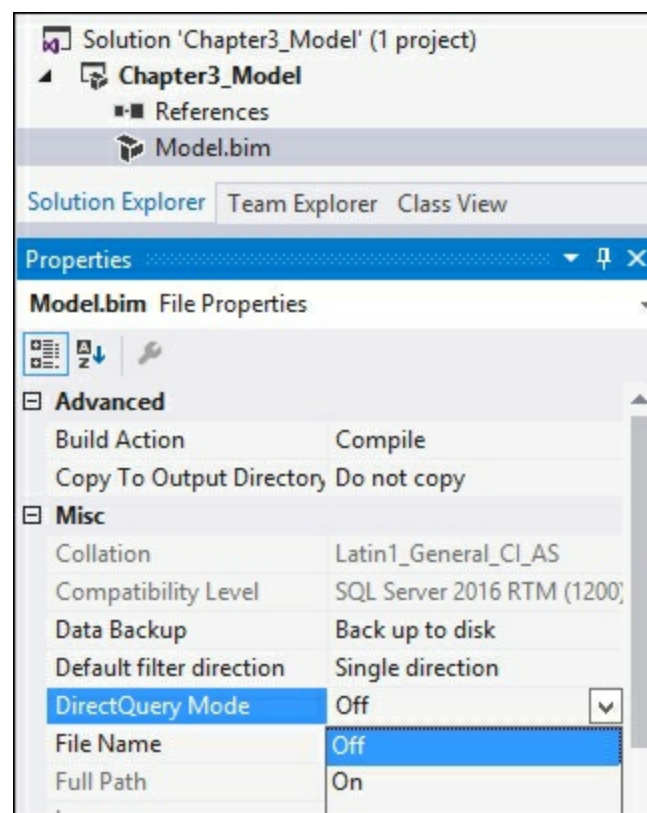 Solution 'Chapter3_Model' (1 project)
Chapter3_Model
References
Model.bim
Solution Explorer Team Explorer Class View
Properties
Model.bim File Properties
Advanced
Build Action Compile
Copy To Output Directory Do not copy
Misc
Collation Latin1_General_CI_AS
Compatibility Level SQL Server 2016 RTM (1200)
Data Backup Back up to disk
Default filter direction Single direction
DirectQuery Mode Off
File Name Off
Full Path On